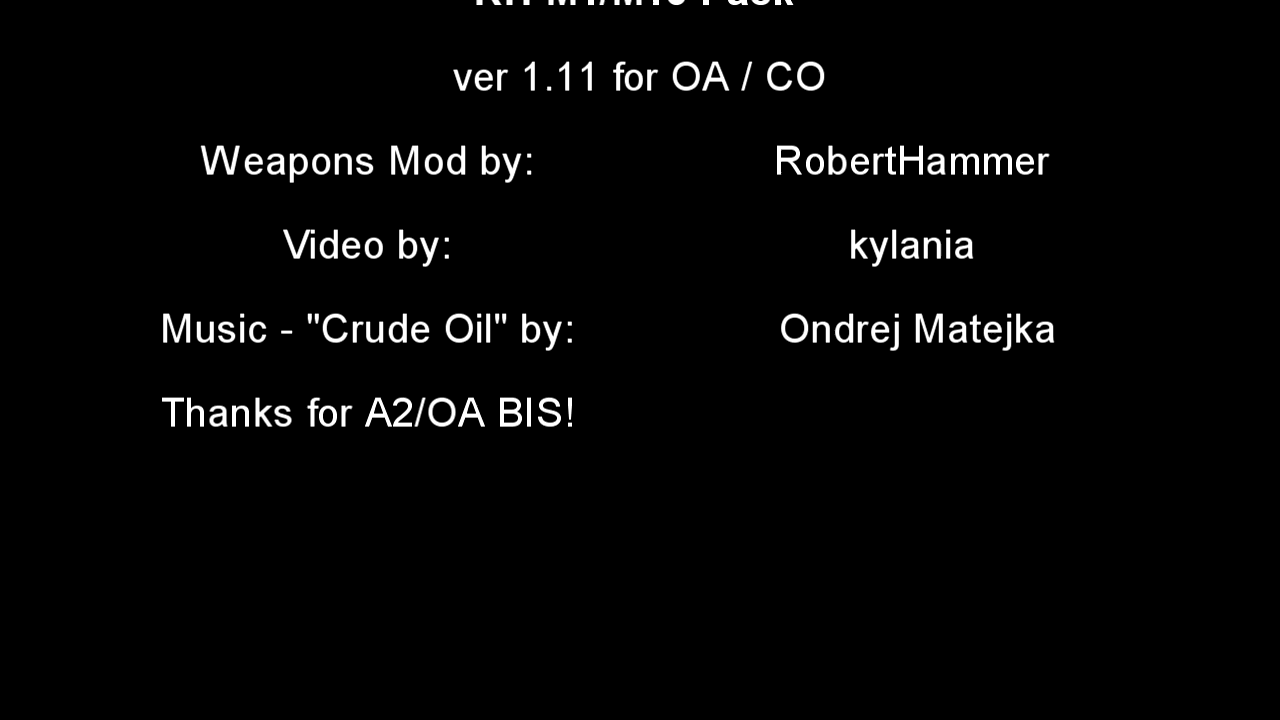 Pack
ver 1.11 for OA / CO
Weapons Mod by: RobertHammer
Video by: kylania
Music - "Crude Oil" by: Ondrej Matejka
Thanks for A2/OA BIS!